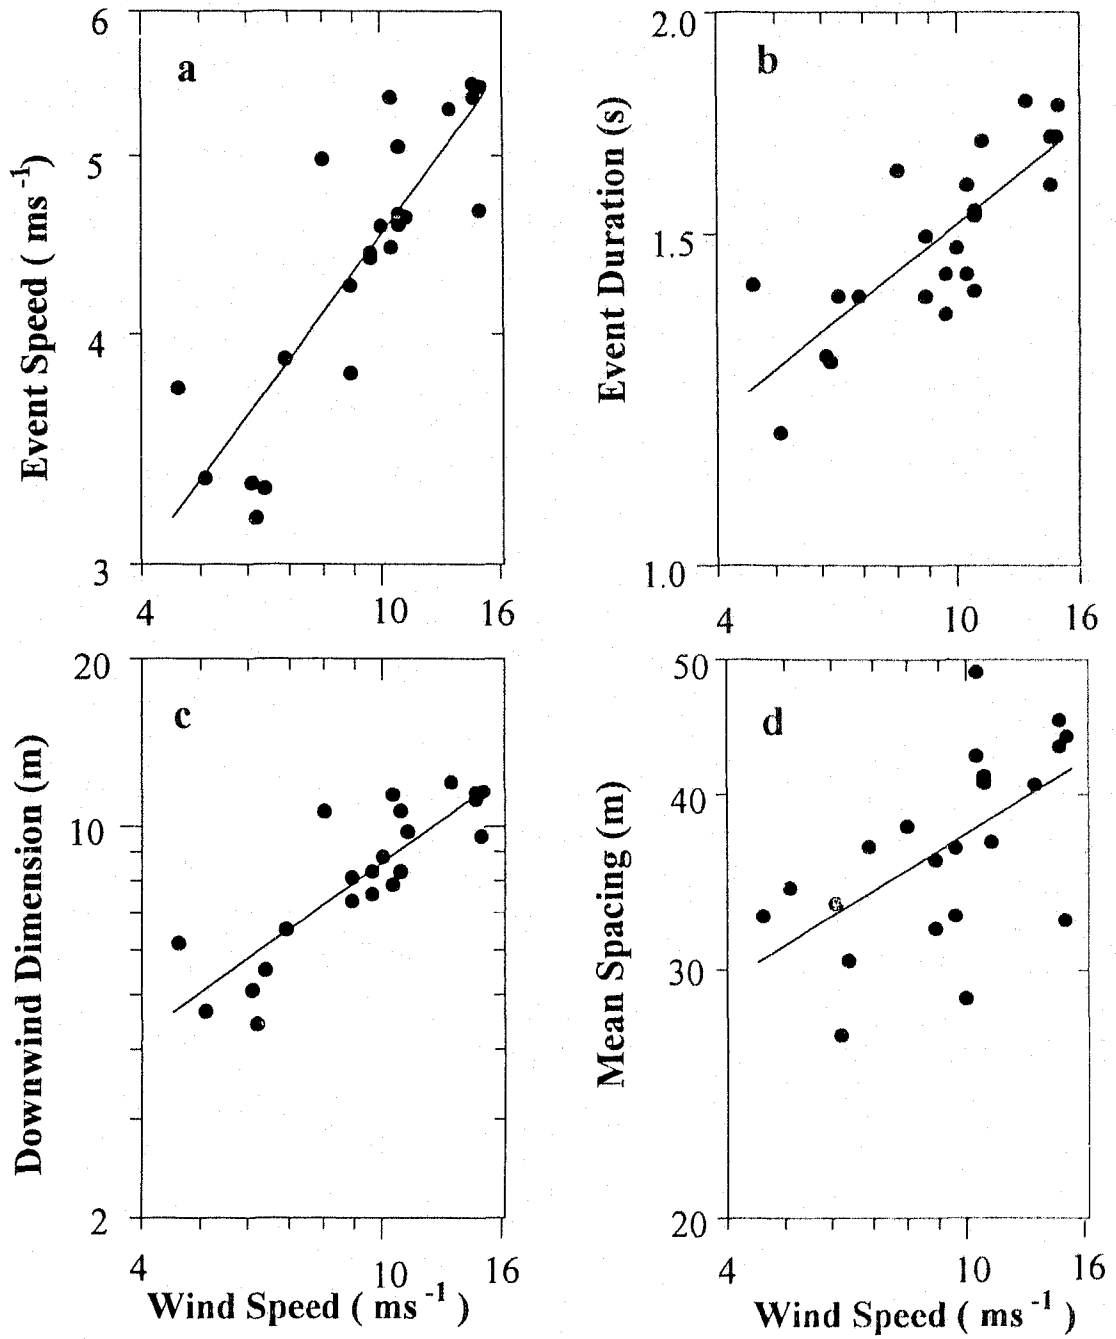 a
6
5
4
3
Event Speed ( ms⁻¹)
4
10
16
b
2.0
1.5
1.0
Event Duration (s)
4
10
16
c
20
10
2
Downwind Dimension (m)
4
10
16
Wind Speed ( ms⁻¹ )
d
50
40
30
20
Mean Spacing (m)
4
10
16
Wind Speed ( ms⁻¹ )